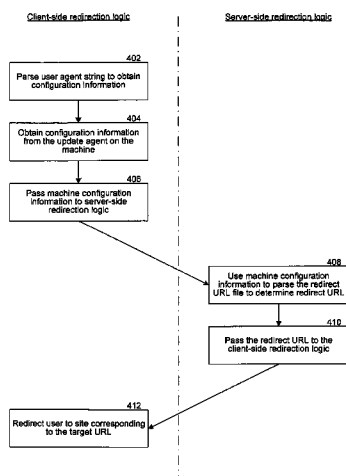 Client-side redirection logic
Server-side redirection logic
402
Parse user agent string to obtain
configuration information
404
Obtain configuration information
from the update agent on the
machine
406
Pass machine configuration
information to server-side
redirection logic
408
Use machine configuration
information to parse the redirect
URL file to determine redirect URL
410
Pass the redirect URL to the
client-side redirection logic
412
Redirect user to site corresponding
to the target URL